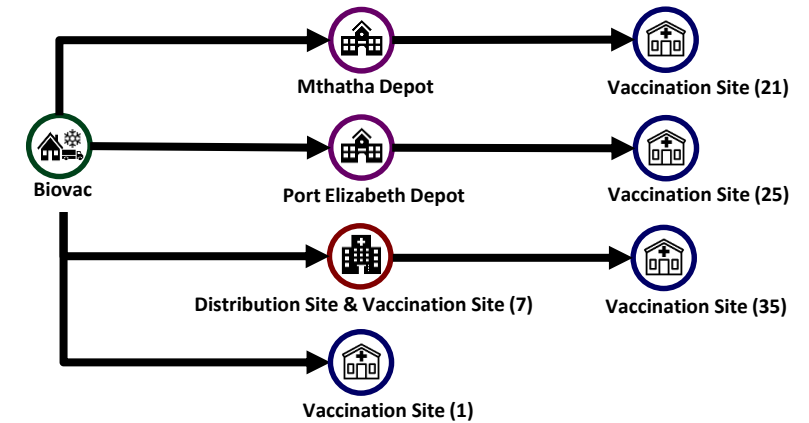 Mthatha Depot
Vaccination Site (21)
Biovac
Port Elizabeth Depot
Vaccination Site (25)
Distribution Site & Vaccination Site (7)
Vaccination Site (35)
Vaccination Site (1)